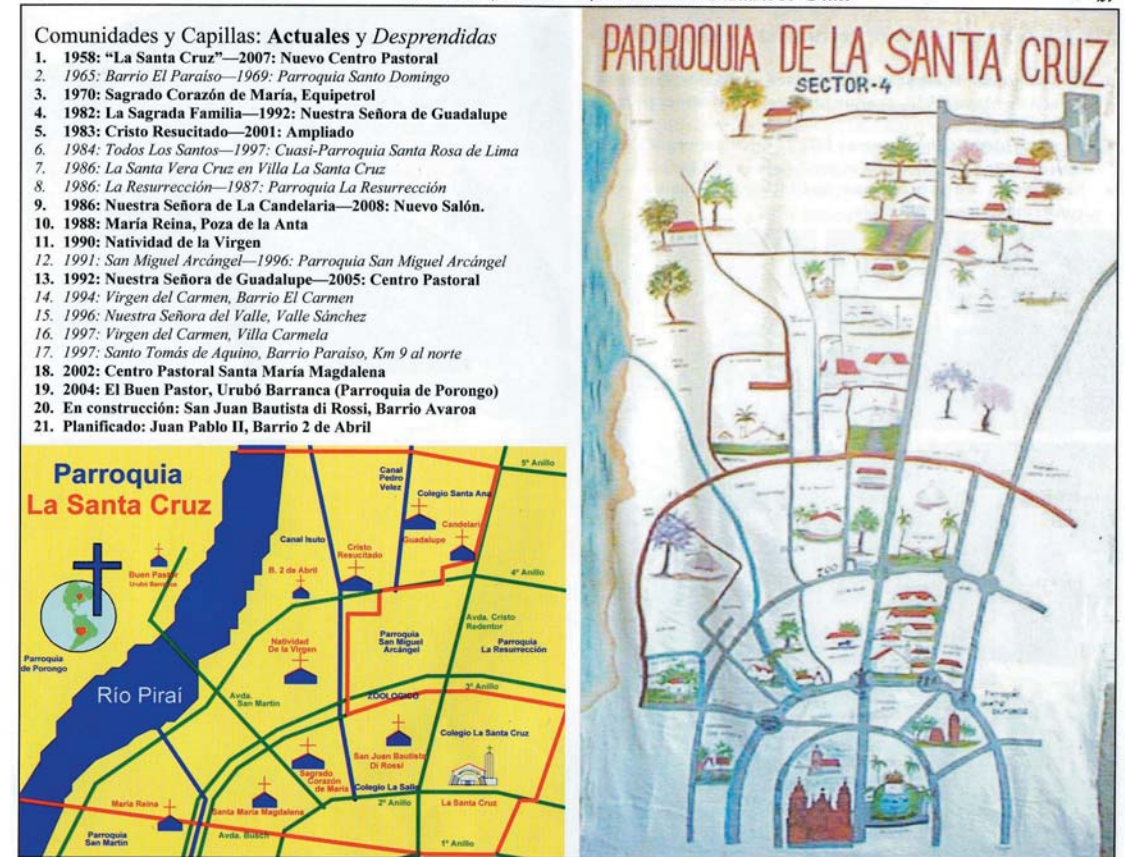 Comunidades y Capillas: Actuales y Desprendidas
1. 1958: “La Santa Cruz”—2007: Nuevo Centro Pastoral
2. 1965: Barrio El Paraíso—1969: Parroquia Santo Domingo
3. 1970: Sagrado Corazón de María, Equipetrol
4. 1982: La Sagrada Familia—1992: Nuestra Señora de Guadalupe
5. 1983: Cristo Resucitado—2001: Ampliado
6. 1984: Todos Los Santos—1997: Cuasi-Parroquia Santa Rosa de Lima
7. 1986: La Santa Vera Cruz en Villa La Santa Cruz
8. 1986: La Resurrección—1987: Parroquia La Resurrección
9. 1986: Nuestra Señora de La Candelaria—2008: Nuevo Salón.
10. 1988: María Reina, Poza de la Anta
11. 1990: Natividad de la Virgen
12. 1991: San Miguel Arcángel—1996: Parroquia San Miguel Arcángel
13. 1992: Nuestra Señora de Guadalupe—2005: Centro Pastoral
14. 1994: Virgen del Carmen, Barrio El Carmen
15. 1996: Nuestra Señora del Valle, Valle Sánchez
16. 1997: Virgen del Carmen, Villa Carmela
17. 1997: Santo Tomás de Aquino, Barrio Paraíso, Km 9 al norte
18. 2002: Centro Pastoral Santa María Magdalena
19. 2004: El Buen Pastor, Urubó Barranca (Parroquia de Porongo)
20. En construcción: San Juan Bautista di Rossi, Barrio Avaroa
21. Planificado: Juan Pablo II, Barrio 2 de Abril
Parroquia
La Santa Cruz
5º Anillo
Canal
Pedro
Velez
Colegio Santa Ana
Candelaria
Guadalupe
Canal Isuto
Cristo
Resucitado
Buen Pastor
Urubó Barranca
B. 2 de Abril
4º Anillo
Avda. Cristo
Redentor
Parroquia
San Miguel
Arcángel
Parroquia
La Resurrección
Natividad
De la Virgen
Parroquia
de Porongo
Río Piraí
Avda.
San Martin
ZOOLOGICO
3º Anillo
Colegio La Santa Cruz
San Juan Bautista
Di Rossi
Sagrado
Corazón
de María
Colegio La Salle
2º Anillo
La Santa Cruz
María Reina
Santa María Magdalena
Parroquia
San Martin
Avda. Busch
1º Anillo
PARROQUIA DE LA SANTA CRUZ
SECTOR-4
ZOO